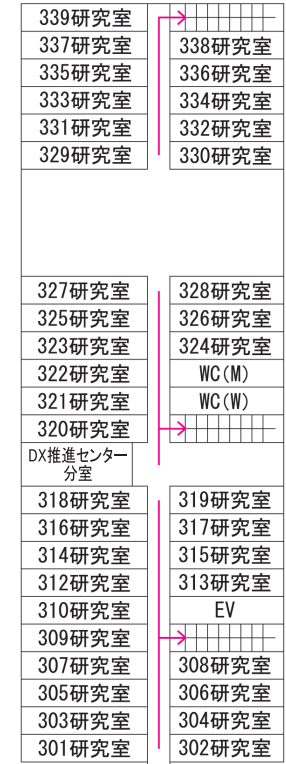 339研究室
337研究室 338研究室
335研究室 336研究室
333研究室 334研究室
331研究室 332研究室
329研究室 330研究室
327研究室 328研究室
325研究室 326研究室
323研究室 324研究室
322研究室 WC(M)
321研究室 WC(W)
320研究室
DX推進センター
分室
318研究室 319研究室
316研究室 317研究室
314研究室 315研究室
312研究室 313研究室
310研究室 EV
309研究室
307研究室 308研究室
305研究室 306研究室
303研究室 304研究室
301研究室 302研究室